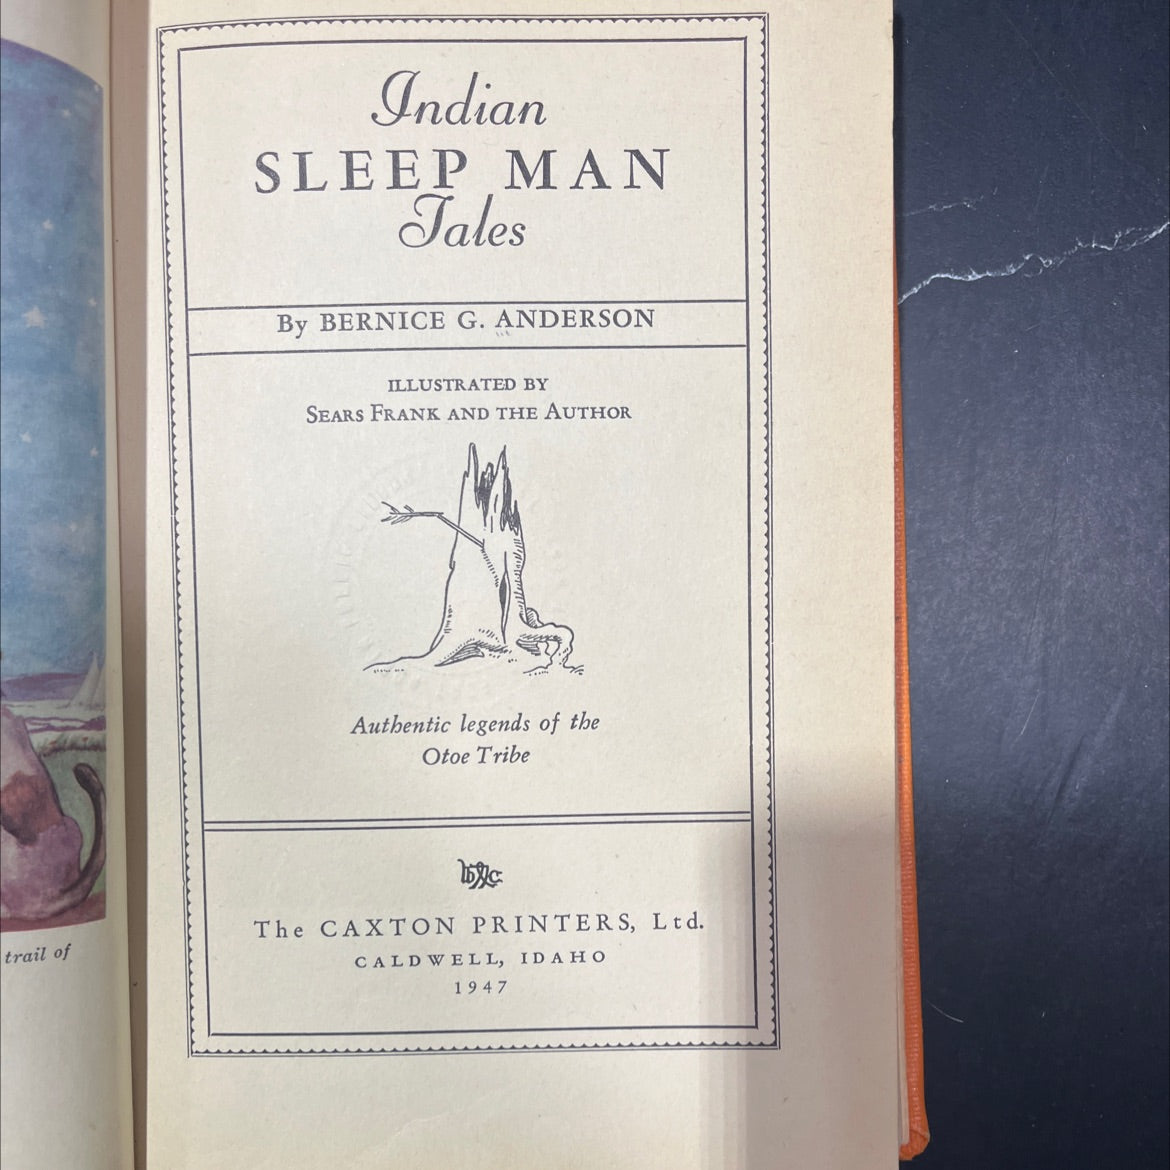 trail of
Indian
SLEEP MAN
Tales
By BERNICE G. ANDERSON
ILLUSTRATED BY
SEARS FRANK AND THE AUTHOR
Authentic legends of the
Otoe Tribe
The CAXTON PRINTERS, Ltd.
CALDWELL, IDAHO
1947